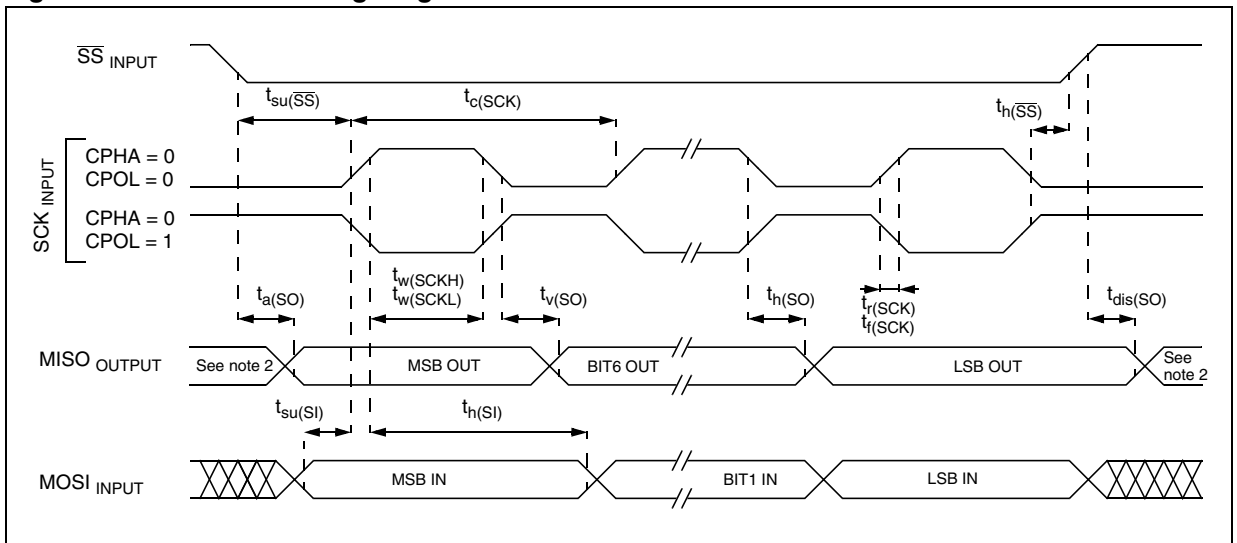 SS INPUT
tsu(SS)
tc(SCK)
th(SS)
SCK INPUT
CPHA = 0
CPOL = 0
CPHA = 0
CPOL = 1
ta(SO)
tw(SCKH)
tw(SCKL)
tv(SO)
th(SO)
tr(SCK)
tf(SCK)
tdis(SO)
MISO OUTPUT
See note 2
MSB OUT
BIT6 OUT
LSB OUT
See
note 2
tsu(SI)
th(SI)
MOSI INPUT
MSB IN
BIT1 IN
LSB IN